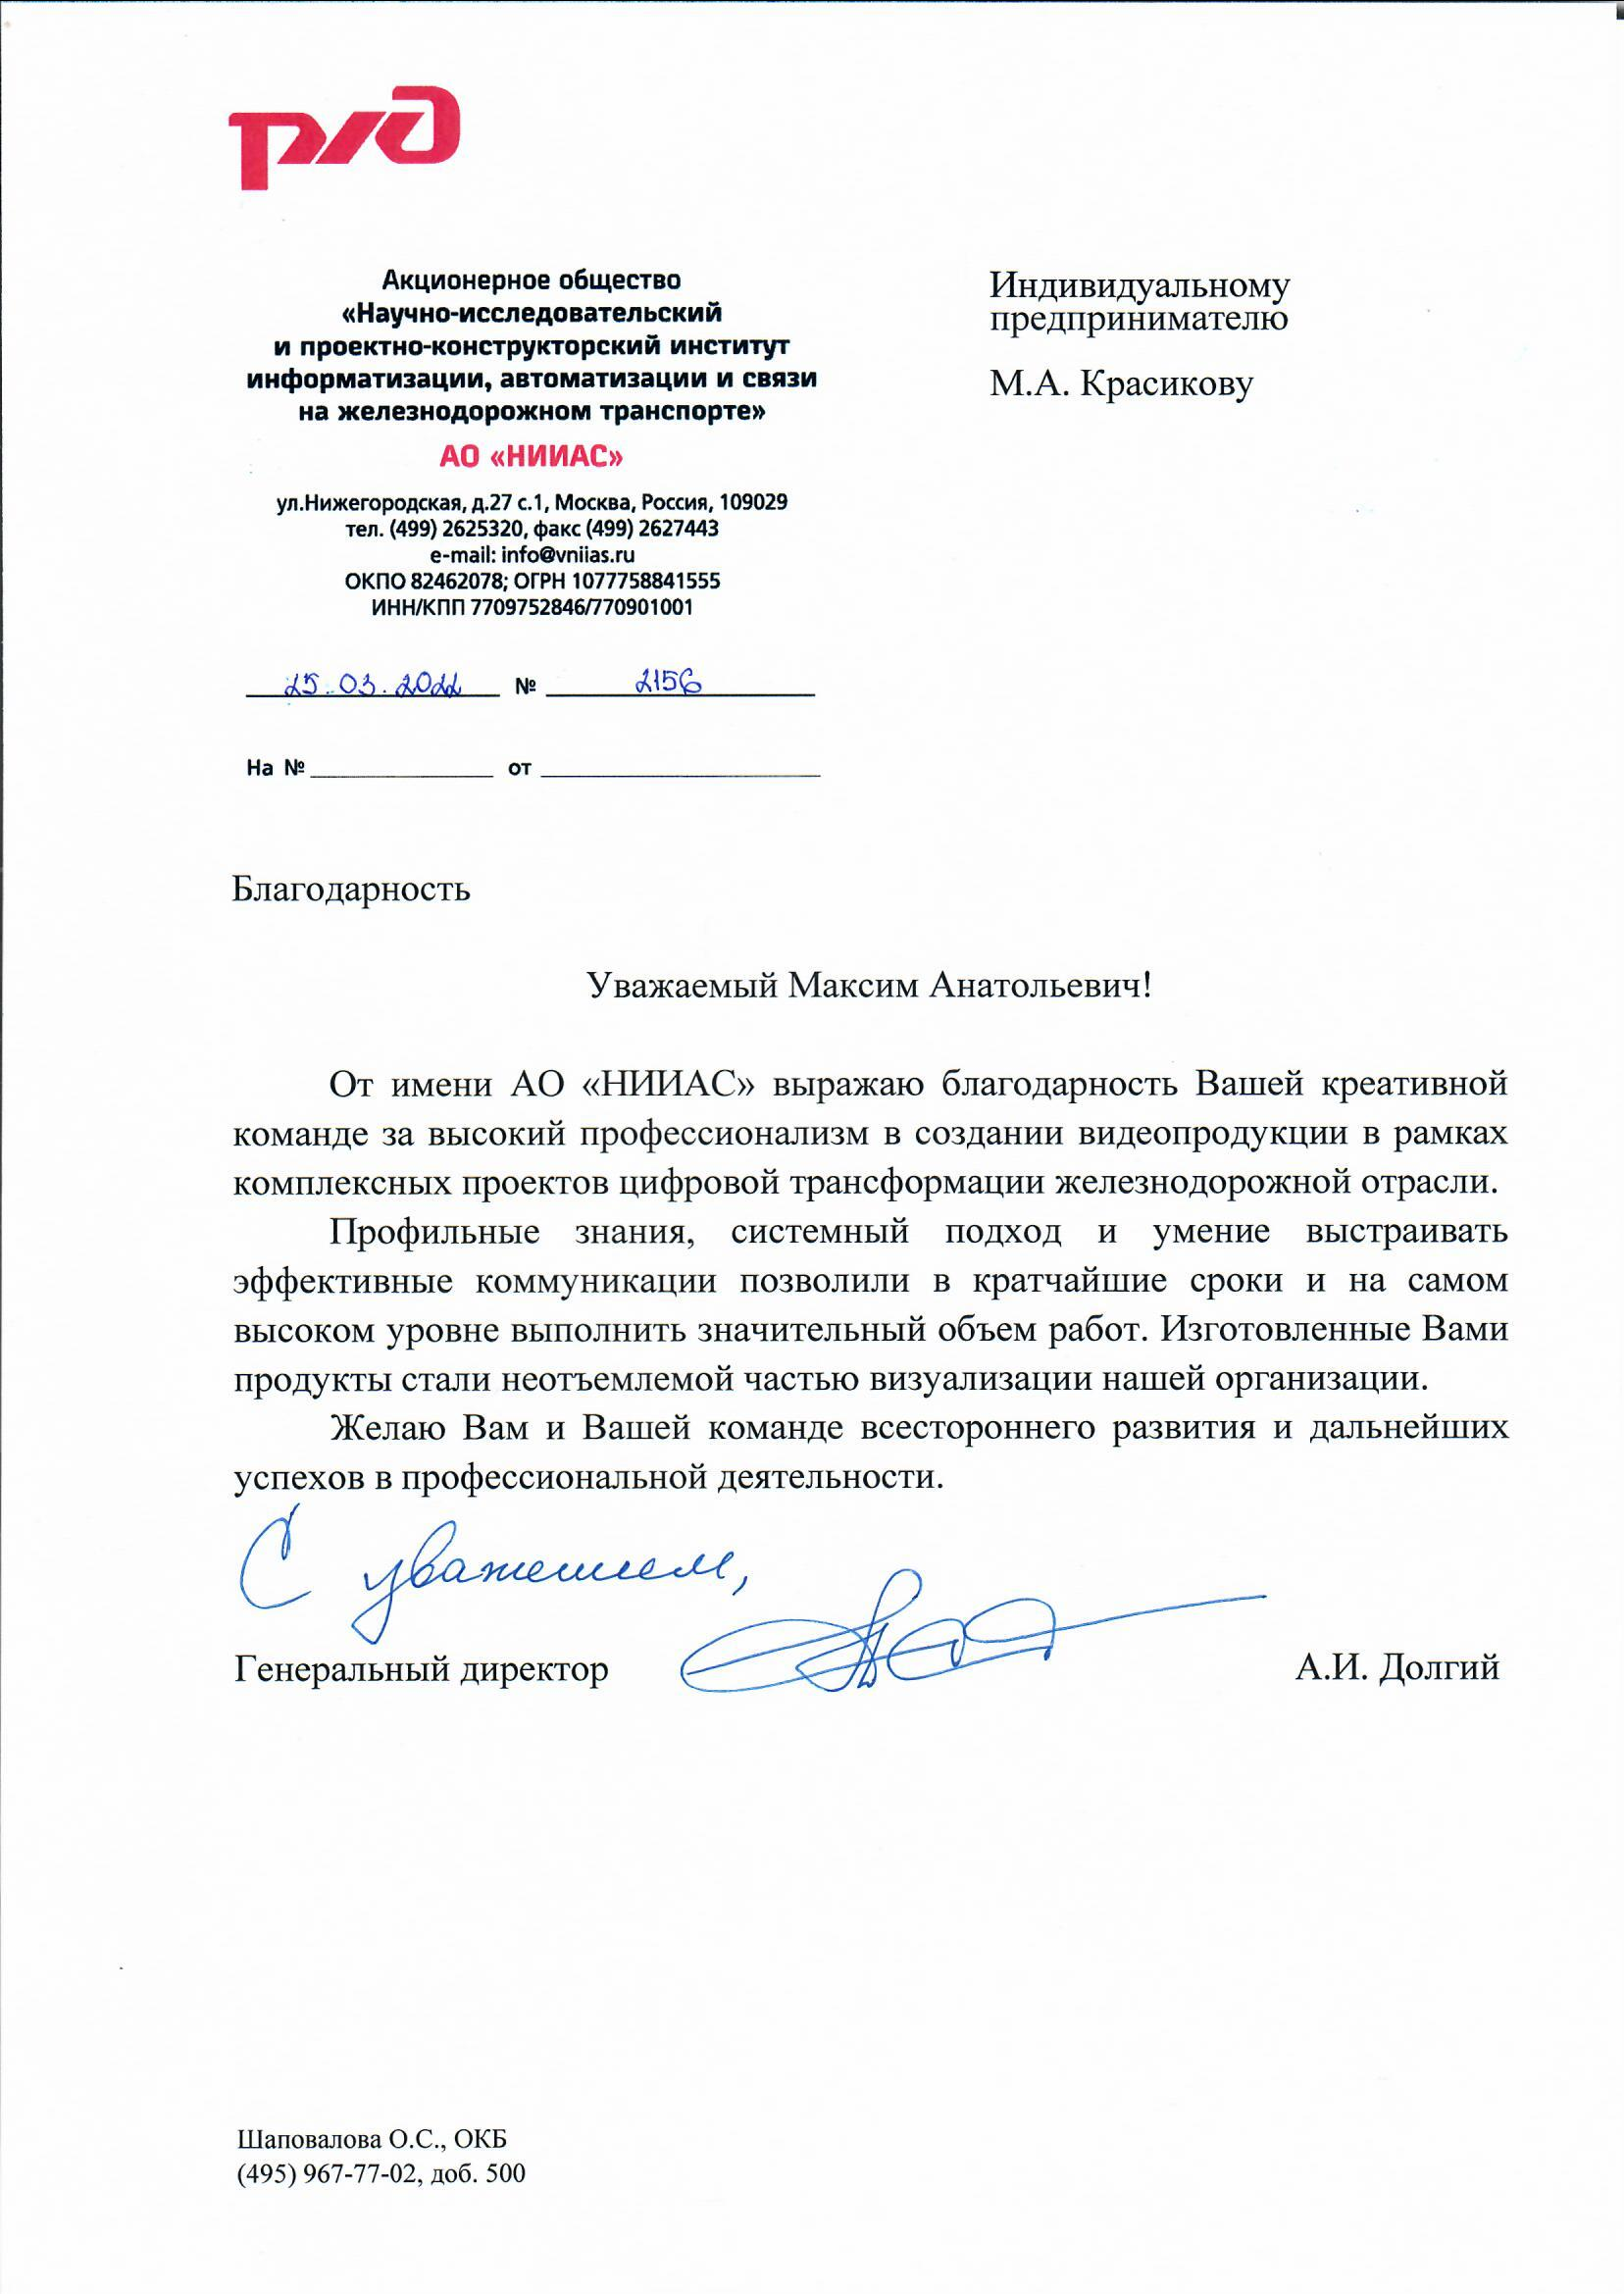 РЖД
Акционерное общество
«Научно-исследовательский
и проектно-конструкторский институт
информатизации, автоматизации и связи
на железнодорожном транспорте»
АО «НИИАС»
ул.Нижегородская, д.27 с.1, Москва, Россия, 109029
тел. (499) 2625320, факс (499) 2627443
e-mail: info@vniias.ru
ОКПО 82462078; ОГРН 1077758841555
ИНН/КПП 7709752846/770901001
25.03.2022 № 2156
На № от
Индивидуальному
предпринимателю
М.А. Красикову
Благодарность
Уважаемый Максим Анатольевич!
От имени АО «НИИАС» выражаю благодарность Вашей креативной
команде за высокий профессионализм в создании видеопродукции в рамках
комплексных проектов цифровой трансформации железнодорожной отрасли.
Профильные знания, системный подход и умение выстраивать
эффективные коммуникации позволили в кратчайшие сроки и на самом
высоком уровне выполнить значительный объем работ. Изготовленные Вами
продукты стали неотъемлемой частью визуализации нашей организации.
Желаю Вам и Вашей команде всестороннего развития и дальнейших
успехов в профессиональной деятельности.
С уважением,
Генеральный директор А.И. Долгий
Шаповалова О.С., ОКБ
(495) 967-77-02, доб. 500